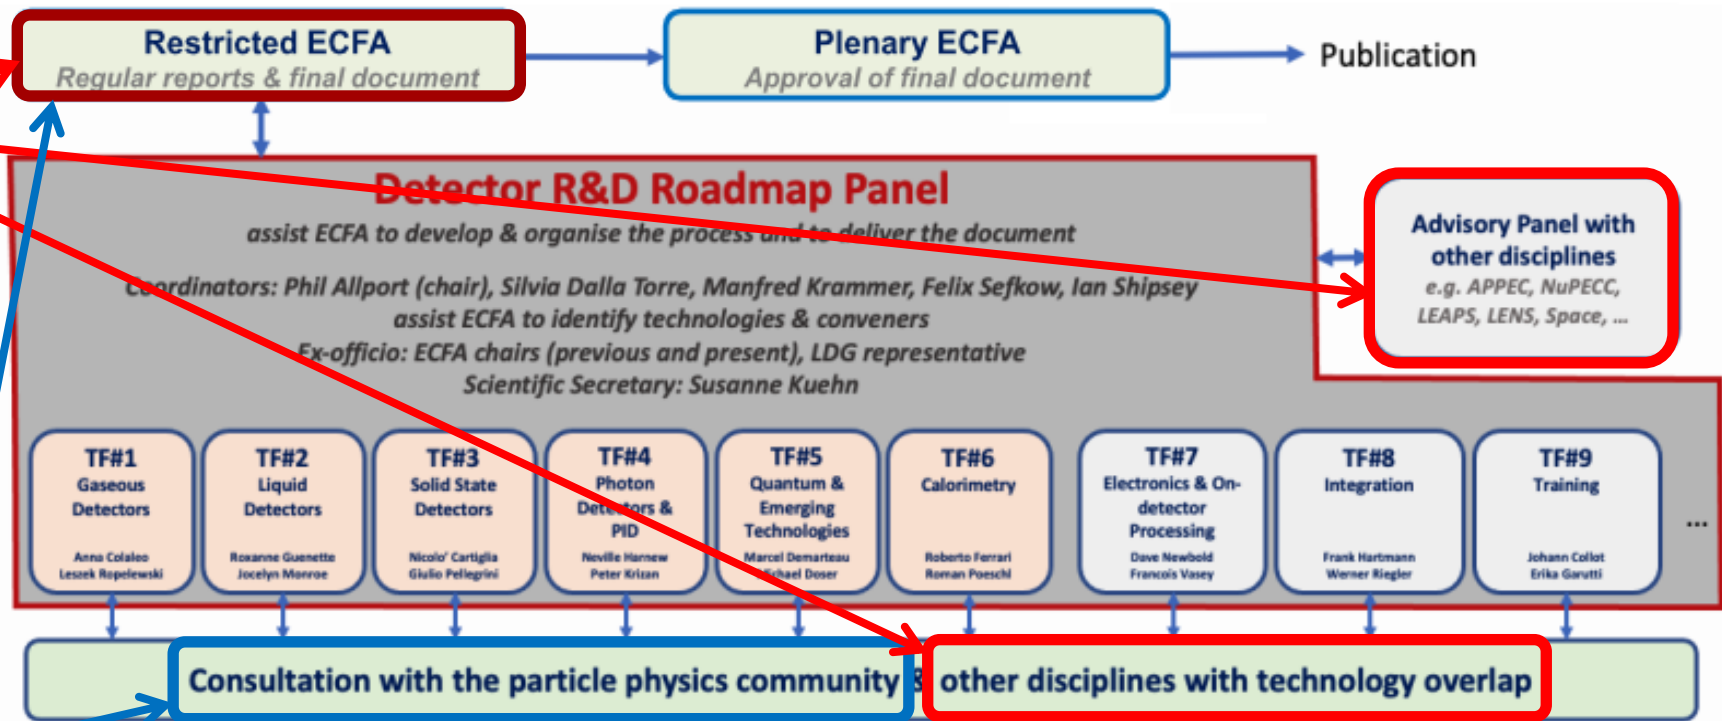 Restricted ECFA
Regular reports & final document
Plenary ECFA
Approval of final document
Publication
Detector R&D Roadmap Panel
assist ECFA to develop & organise the process and to deliver the document
Coordinators: Phil Allport (chair), Silvia Dalla Torre, Manfred Krammer, Felix Sefkow, Ian Shipsey
assist ECFA to identify technologies & conveners
Ex-officio: ECFA chairs (previous and present), LDG representative
Scientific Secretary: Susanne Kuehn
Advisory Panel with
other disciplines
e.g. APPEC, NuPECC,
LEAPS, LENS, Space, ...
TF#1
Gaseous
Detectors
Anna Colaleo
Leszek Ropelewski
TF#2
Liquid
Detectors
Roxanne Guenette
Jocelyn Monroe
TF#3
Solid State
Detectors
Nicolo' Cartiglia
Giulio Pellegrini
TF#4
Photon
Detectors &
PID
Neville Harnew
Peter Krizan
TF#5
Quantum &
Emerging
Technologies
Marcel Demarteau
Michael Doser
TF#6
Calorimetry
Roberto Ferrari
Roman Poeschl
TF#7
Electronics & On-
detector
Processing
Dave Newbold
Francois Vasey
TF#8
Integration
Frank Hartmann
Werner Riegler
TF#9
Training
Johann Collot
Erika Garutti
...
Consultation with the particle physics community & other disciplines with technology overlap